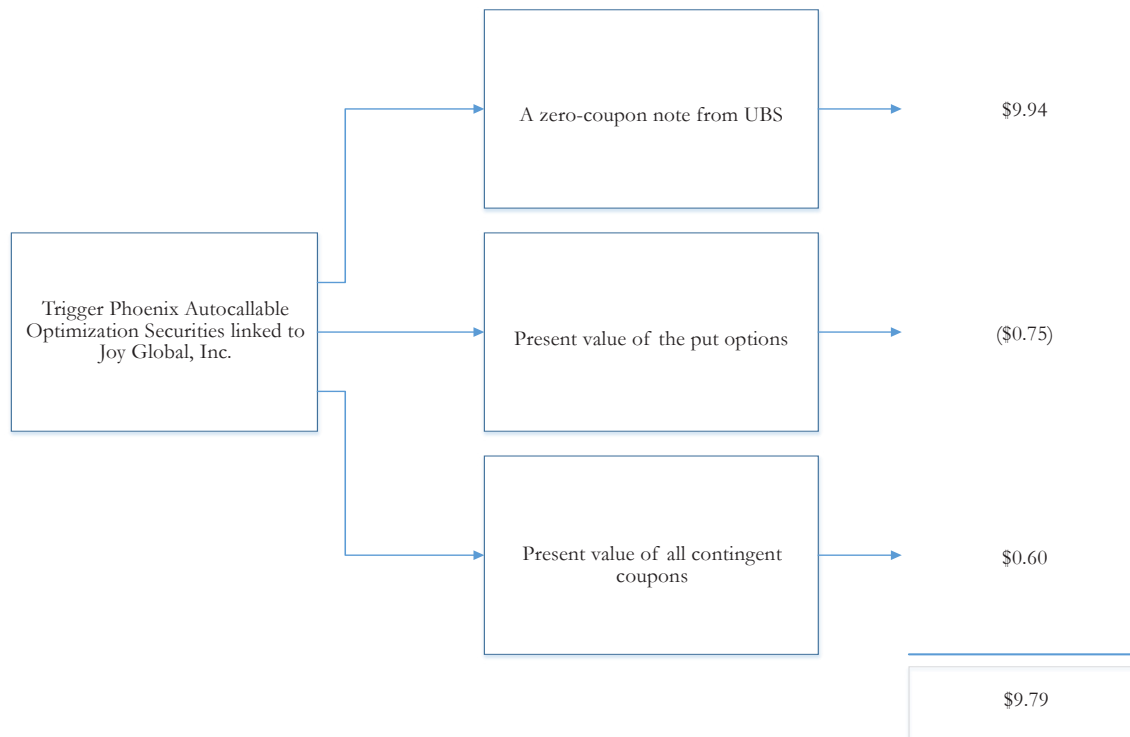 A zero-coupon note from UBS
$9.94
Trigger Phoenix Autocallable
Optimization Securities linked to
Joy Global, Inc.
Present value of the put options
($0.75)
Present value of all contingent
coupons
$0.60
$9.79